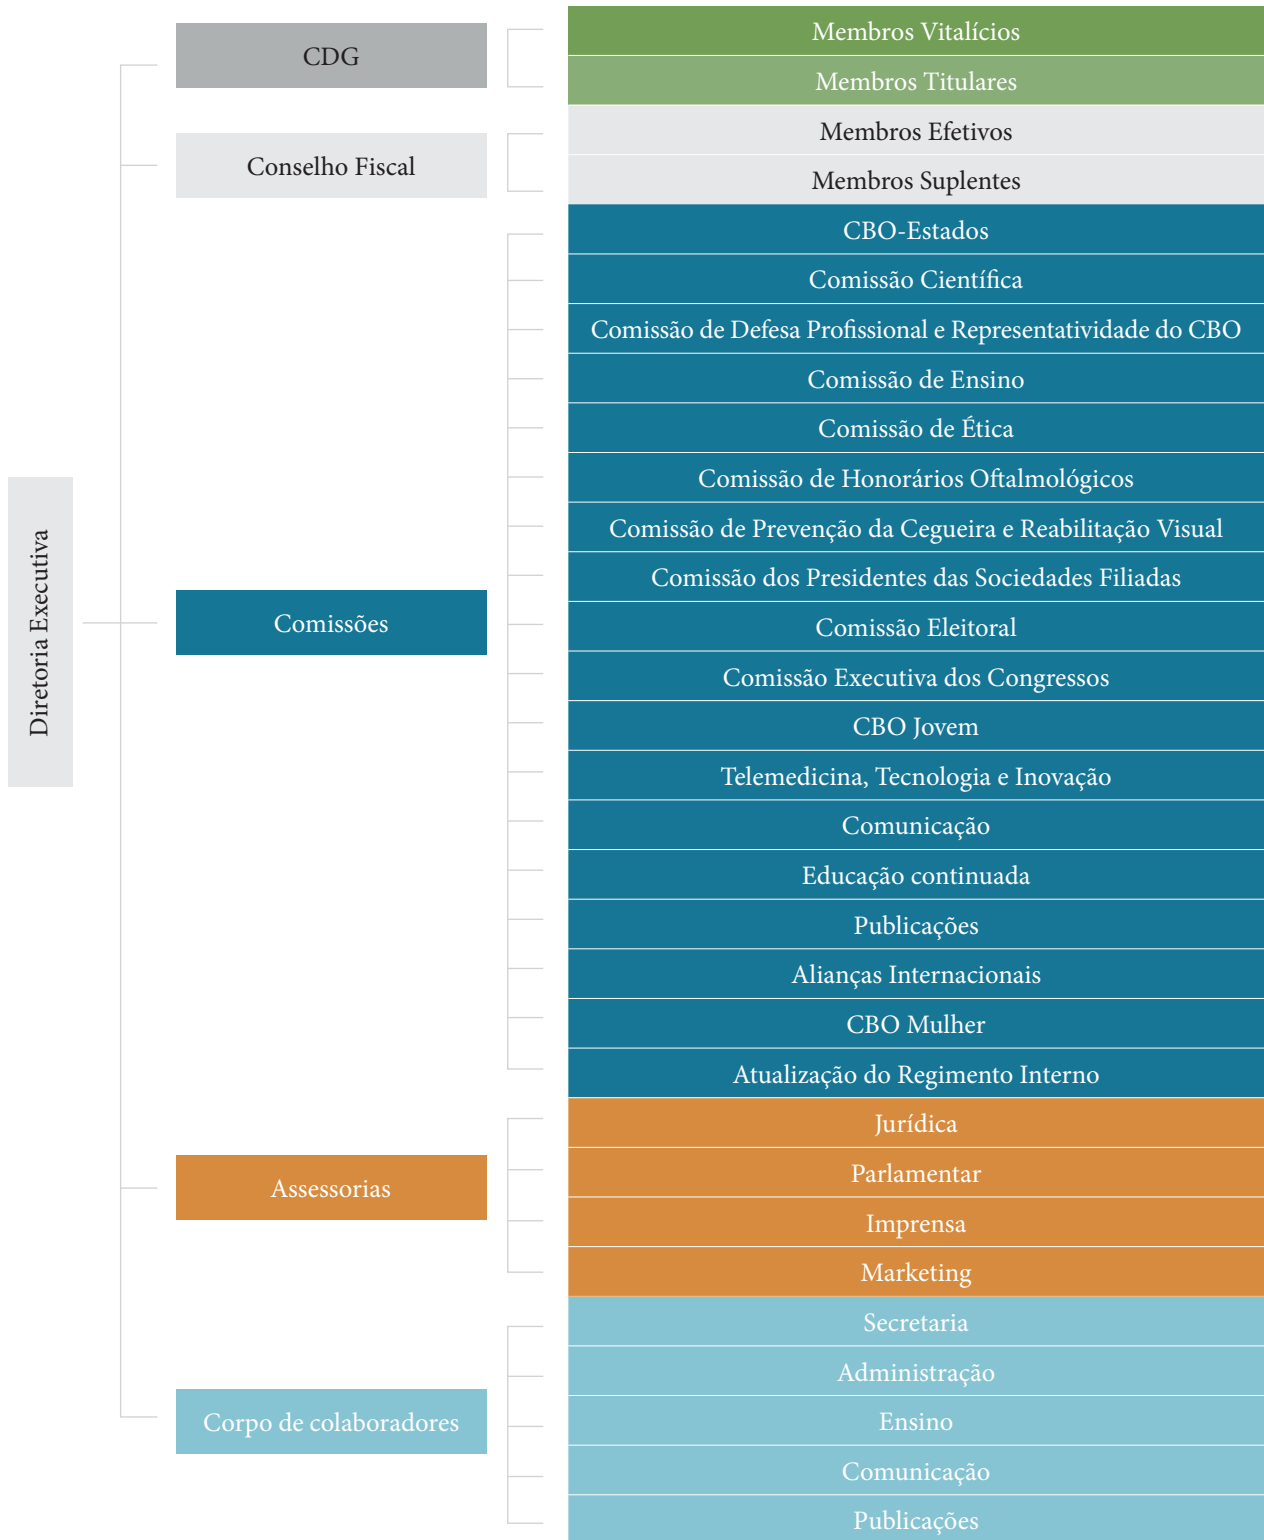 Diretoria Executiva
CDG
Membros Vitalícios
Membros Titulares
Conselho Fiscal
Membros Efetivos
Membros Suplentes
Comissões
CBO-Estados
Comissão Científica
Comissão de Defesa Profissional e Representatividade do CBO
Comissão de Ensino
Comissão de Ética
Comissão de Honorários Oftalmológicos
Comissão de Prevenção da Cegueira e Reabilitação Visual
Comissão dos Presidentes das Sociedades Filiadas
Comissão Eleitoral
Comissão Executiva dos Congressos
CBO Jovem
Telemedicina, Tecnologia e Inovação
Comunicação
Educação continuada
Publicações
Alianças Internacionais
CBO Mulher
Atualização do Regimento Interno
Assessorias
Jurídica
Parlamentar
Imprensa
Marketing
Corpo de colaboradores
Secretaria
Administração
Ensino
Comunicação
Publicações